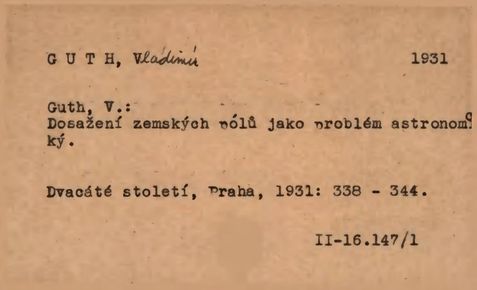 G U T H, Vladimír 1931
Guth, V.:
Dosažení zemských pólů jako problém astronomic
ký.
Dvacáté století, Praha, 1931: 338 - 344.
II-16.147/1